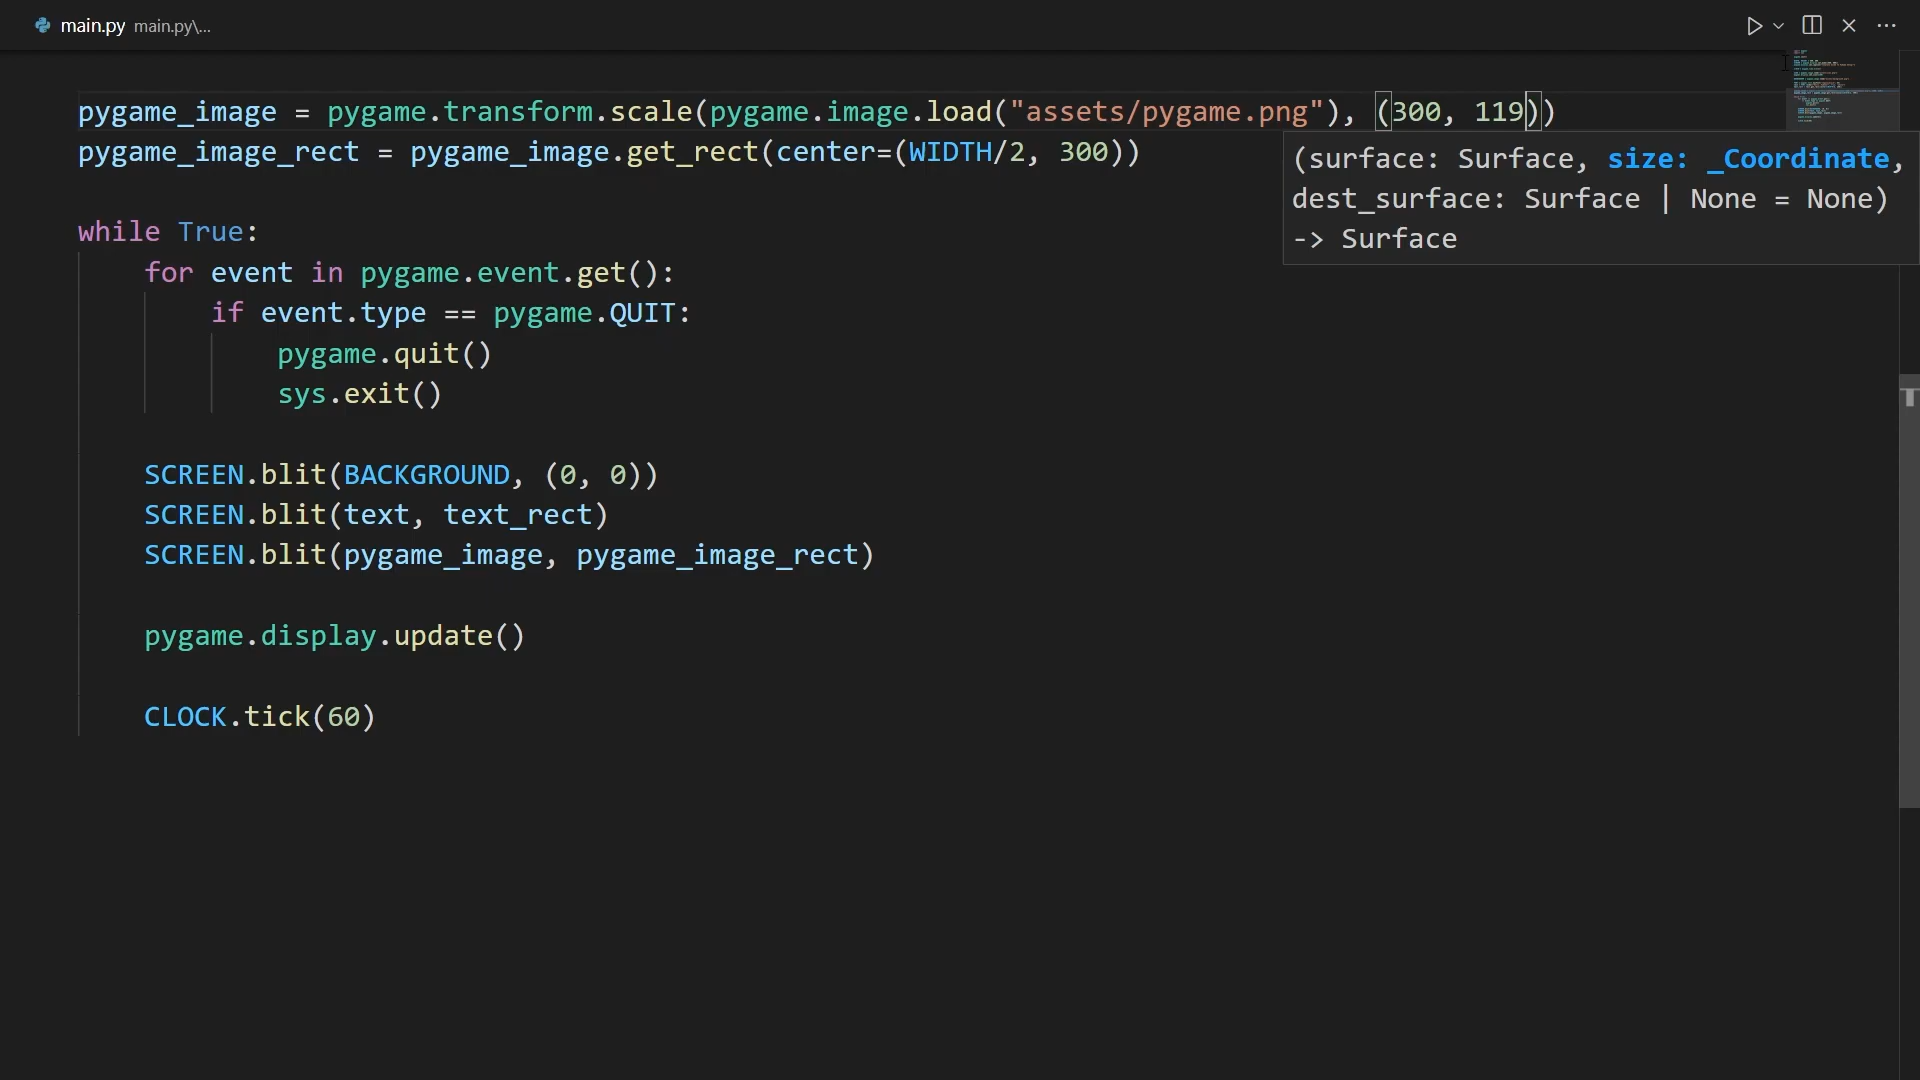 main.py main.py\...
pygame_image = pygame.transform.scale(pygame.image.load("assets/pygame.png"), (300, 119))
pygame_image_rect = pygame_image.get_rect(center=(WIDTH/2, 300))
(surface: Surface, size: _Coordinate,
dest_surface: Surface | None = None)
-> Surface
while True:
    for event in pygame.event.get():
        if event.type == pygame.QUIT:
            pygame.quit()
            sys.exit()
    SCREEN.blit(BACKGROUND, (0, 0))
    SCREEN.blit(text, text_rect)
    SCREEN.blit(pygame_image, pygame_image_rect)
    pygame.display.update()
    CLOCK.tick(60)